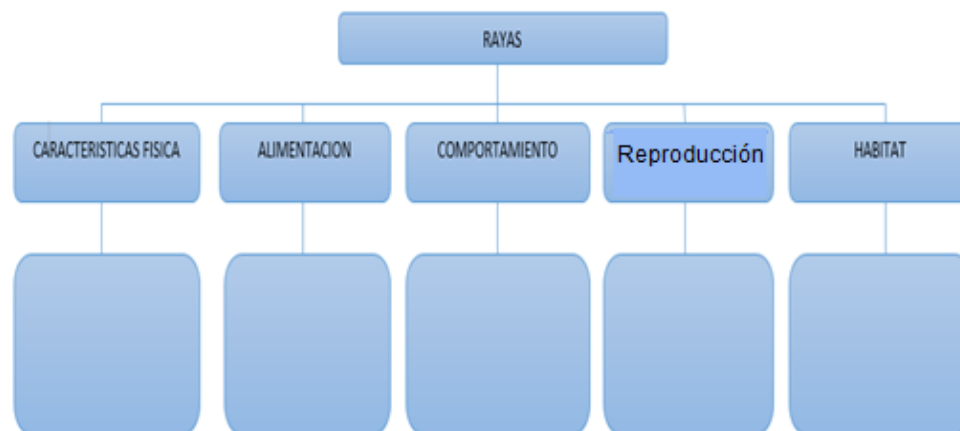 RAYAS
CARACTERISTICAS FISICA
ALIMENTACION
COMPORTAMIENTO
Reproducción
HABITAT